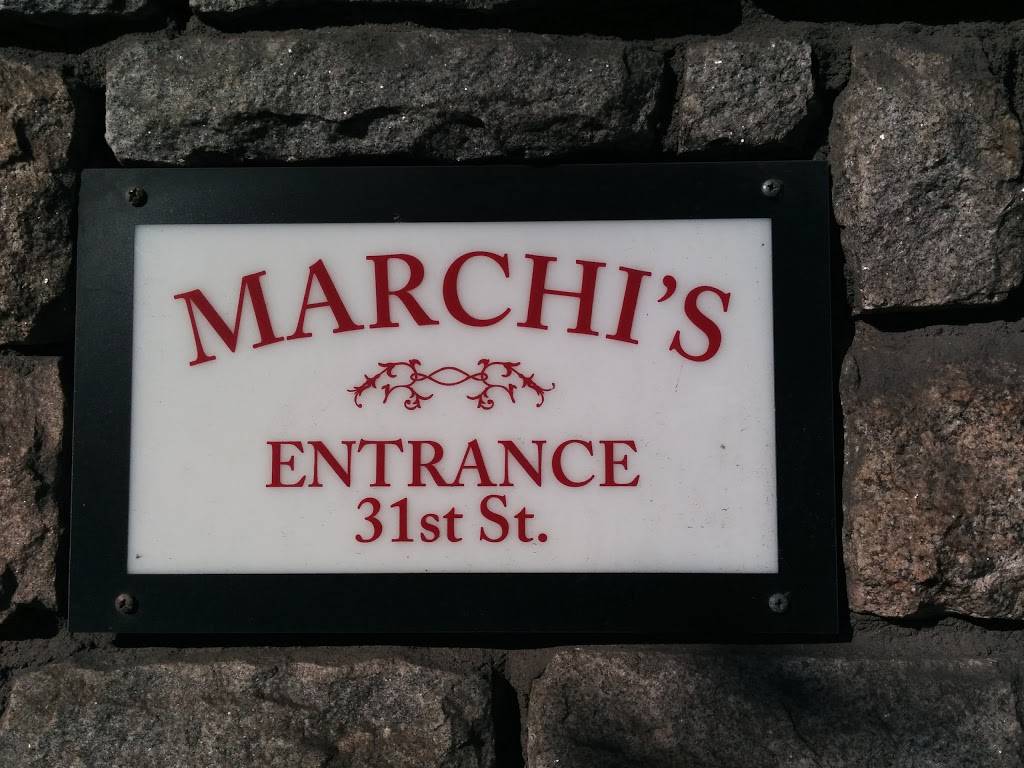 MARCHI'S
ENTRANCE
31st St.